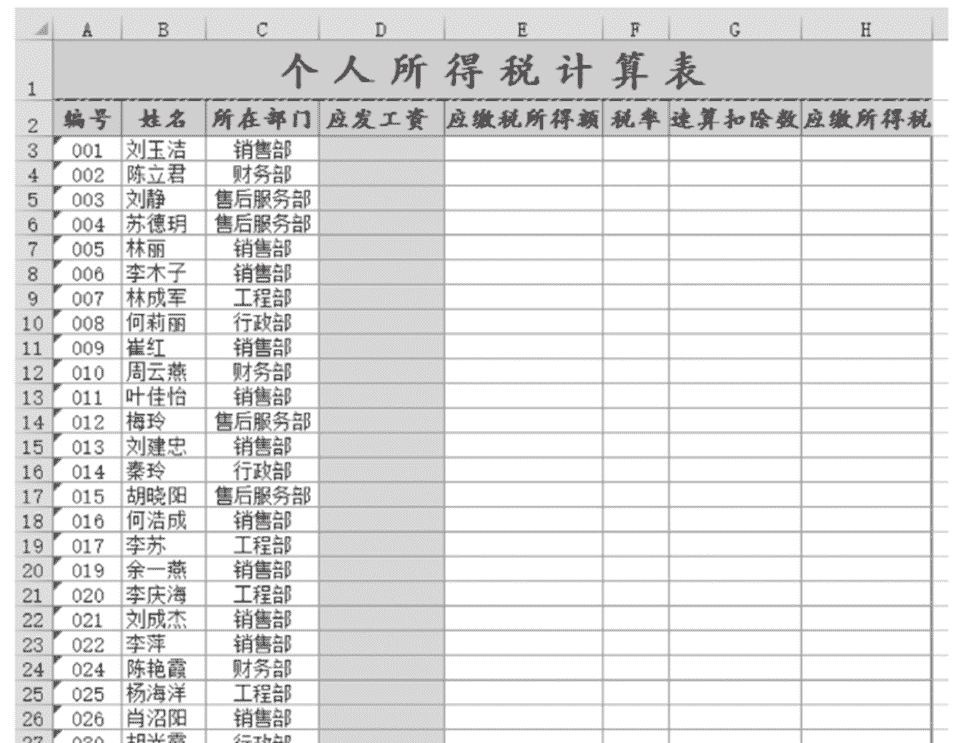 A B C D E F G H
1 个人所得税计算表
2 编号 姓名 所在部门 应发工资 应缴税所得额 税率 速算扣除数 应缴所得税
3 001 刘玉洁 销售部
4 002 陈立君 财务部
5 003 刘静 售后服务部
6 004 苏德玥 售后服务部
7 005 林丽 销售部
8 006 李木子 销售部
9 007 林成军 工程部
10 008 何莉丽 行政部
11 009 崔红 销售部
12 010 周云燕 财务部
13 011 叶佳怡 销售部
14 012 梅玲 售后服务部
15 013 刘建忠 销售部
16 014 秦玲 行政部
17 015 胡晓阳 售后服务部
18 016 何浩成 销售部
19 017 李苏 工程部
20 019 余一燕 销售部
21 020 李庆海 工程部
22 021 刘成杰 销售部
23 022 李萍 销售部
24 024 陈艳霞 财务部
25 025 杨海洋 工程部
26 026 肖沼阳 销售部